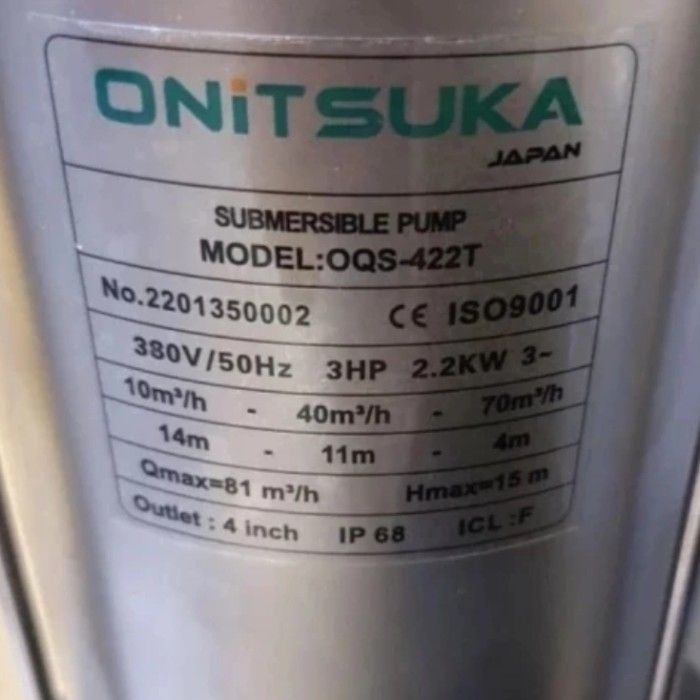 ONiTSUKA
JAPAN
SUBMERSIBLE PUMP
MODEL:OQS-422T
No.2201350002 CE ISO9001
380V/50Hz 3HP 2.2KW 3~
10m³/h - 40m³/h - 70m³/h
14m - 11m - 4m
Qmax=81 m³/h Hmax=15 m
Outlet : 4 inch IP 68 ICL :F